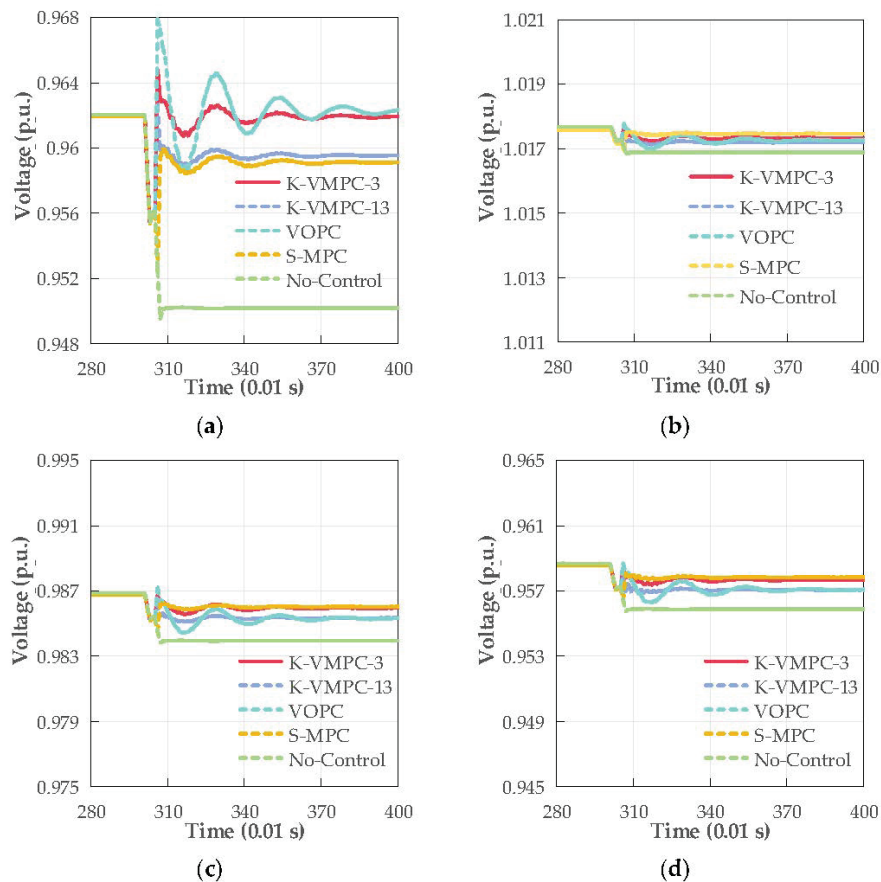 0.968
0.964
0.96
0.956
0.952
0.948
Voltage (p.u.)
K-VMPC-3
K-VMPC-13
VOPC
S-MPC
No-Control
280 310 340 370 400
Time (0.01 s)
(a)
1.019
1.017
1.015
1.013
1.011
Voltage (p.u.)
K-VMPC-3
K-VMPC-13
VOPC
S-MPC
No-Control
280 310 340 370 400
Time (0.01 s)
(b)
0.995
0.991
0.987
0.983
0.979
0.975
Voltage (p.u.)
K-VMPC-3
K-VMPC-13
VOPC
S-MPC
No-Control
280 310 340 370 400
Time (0.01 s)
(c)
0.965
0.961
0.957
0.953
0.949
0.945
Voltage (p.u.)
K-VMPC-3
K-VMPC-13
VOPC
S-MPC
No-Control
280 310 340 370 400
Time (0.01 s)
(d)